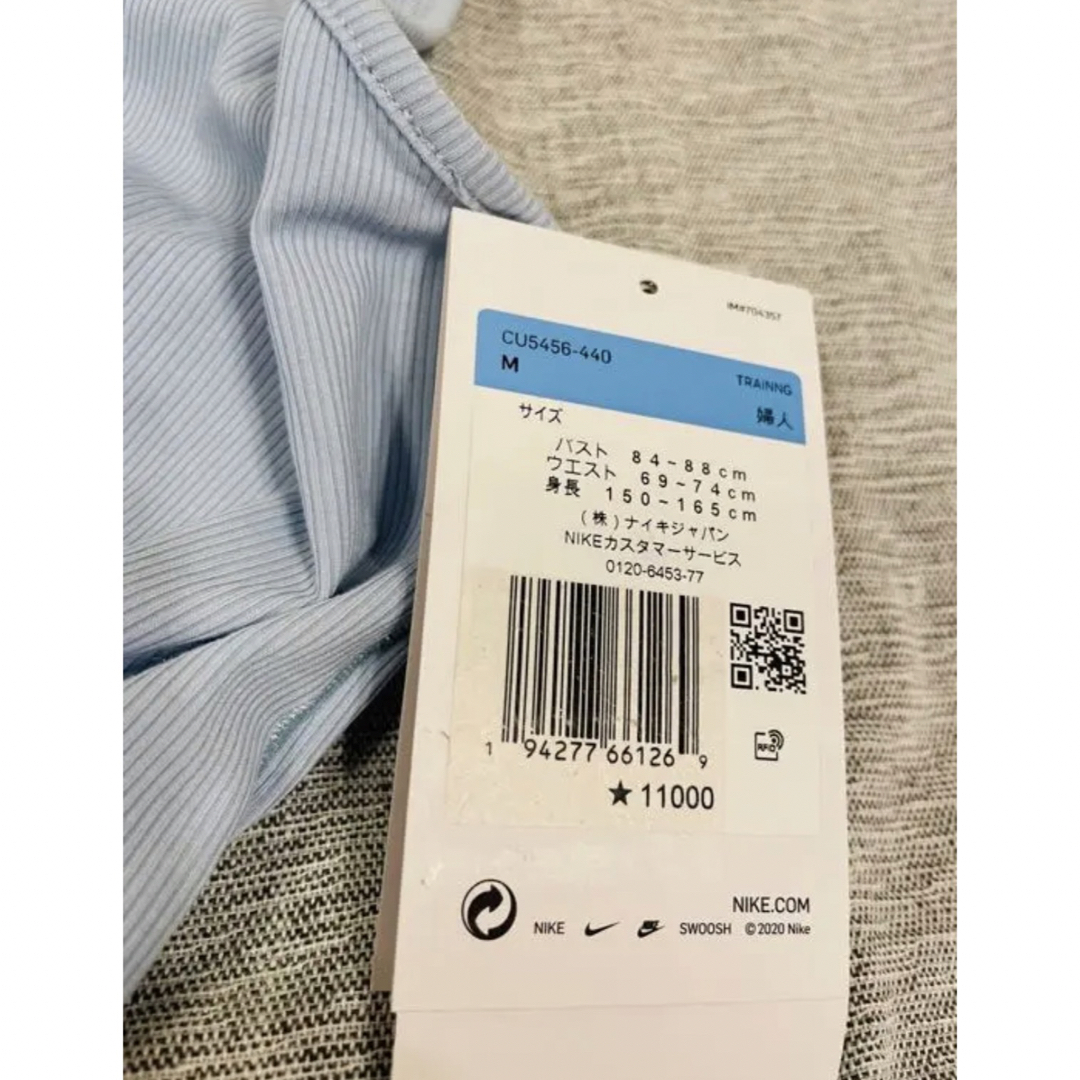 IM#704357
CU5456-440
M
TRAINNG
婦人
サイズ
バスト 84~88cm
ウエスト 69~74cm
身長 150~165cm
(株)ナイキジャパン
NIKEカスタマーサービス
0120-6453-77
RFID
1 94277 66126 9
★11000
NIKE.COM
NIKE SWOOSH ©2020 Nike